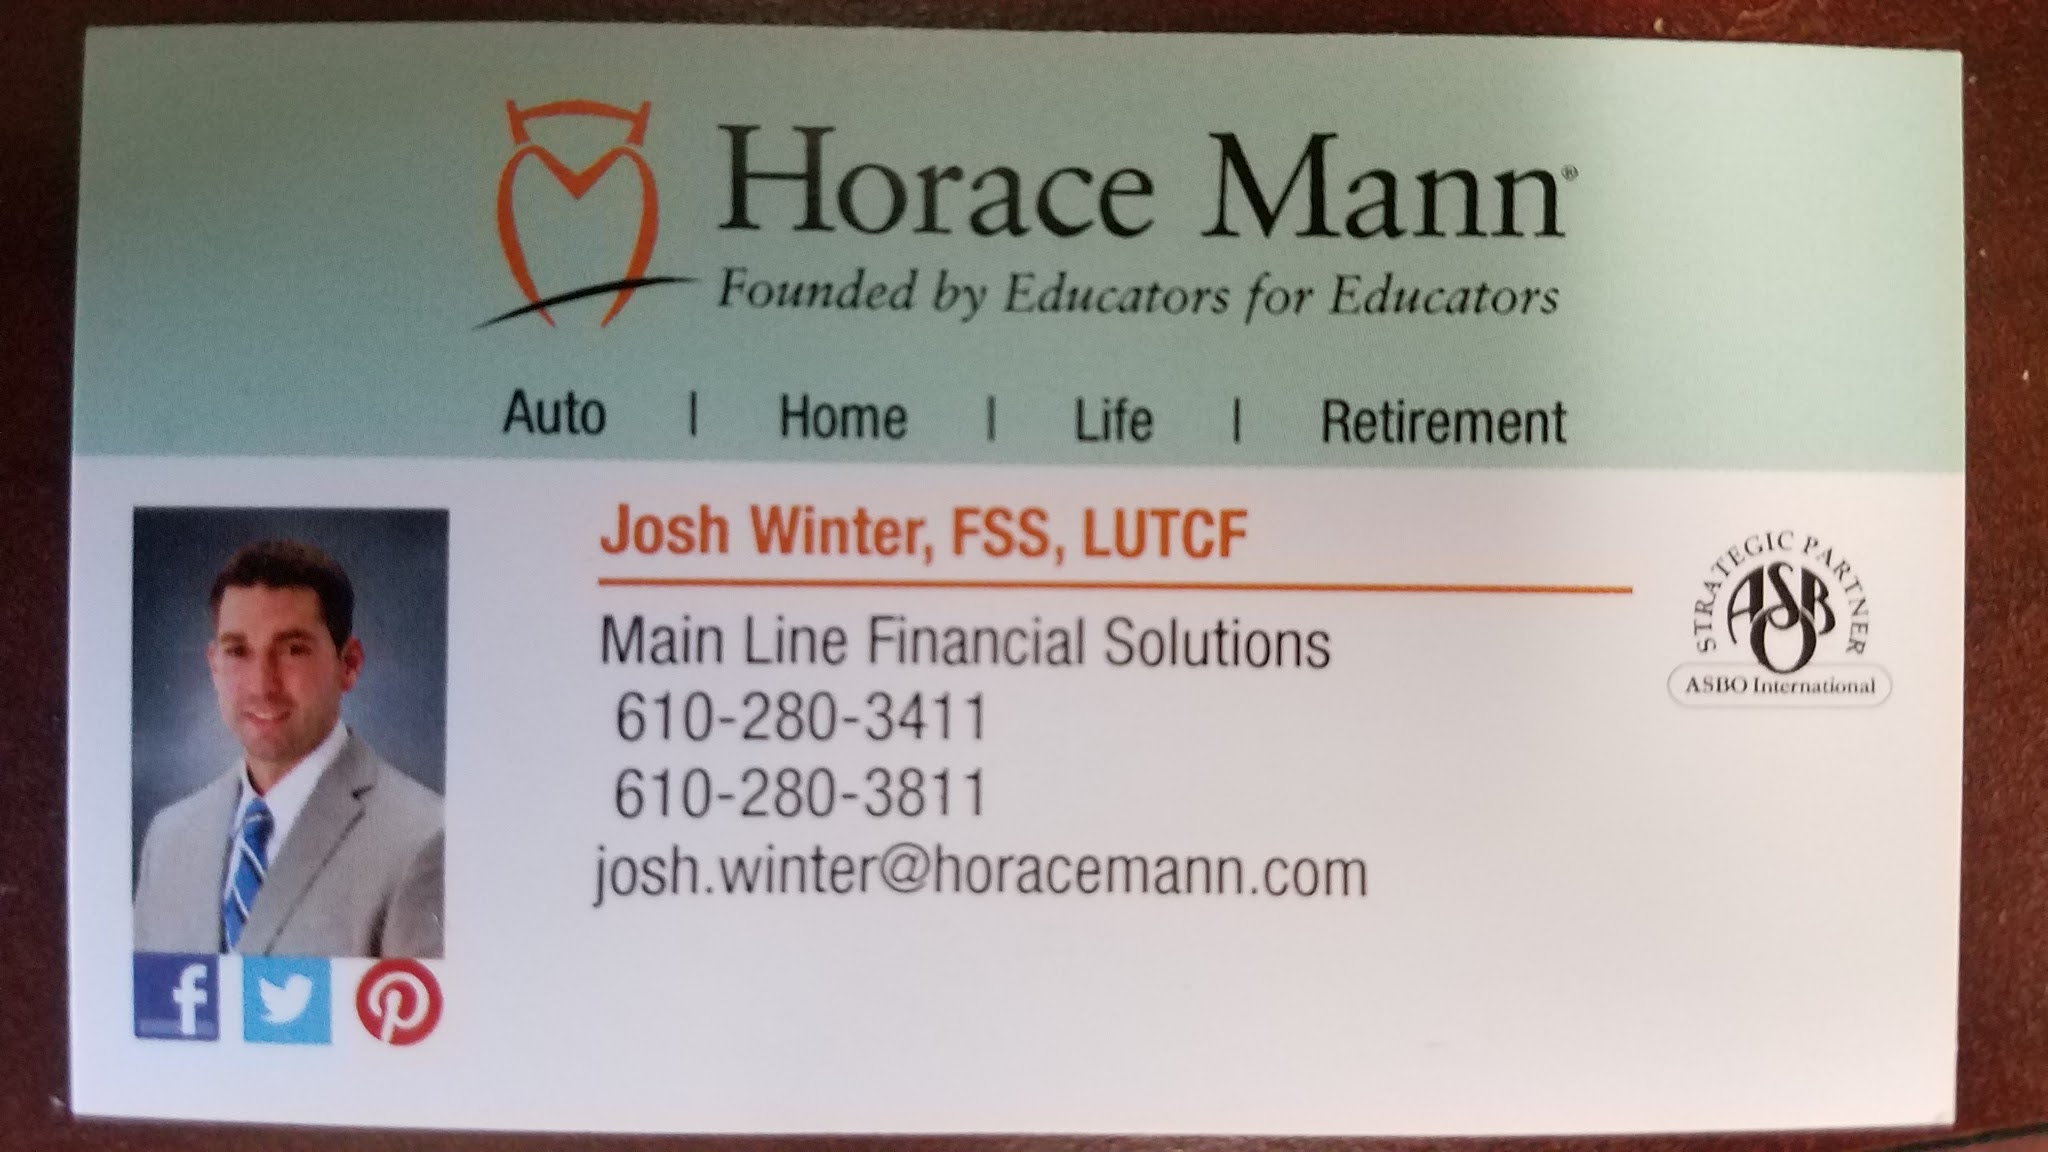 Horace Mann®
Founded by Educators for Educators
Auto | Home | Life | Retirement
Josh Winter, FSS, LUTCF
Main Line Financial Solutions
610-280-3411
610-280-3811
josh.winter@horacemann.com
STRATEGIC PARTNER
ASBO
ASBO International
f